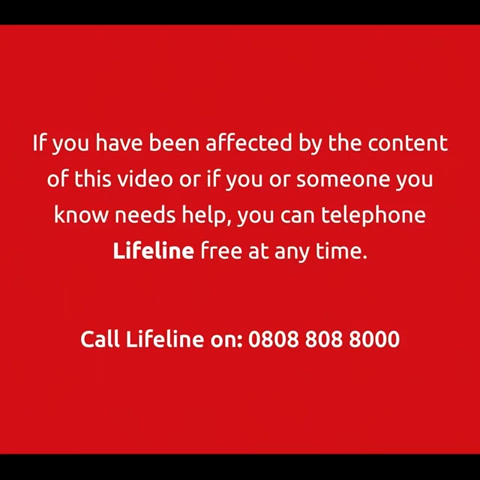 If you have been affected by the content
of this video or if you or someone you
know needs help, you can telephone
Lifeline free at any time.
Call Lifeline on: 0808 808 8000